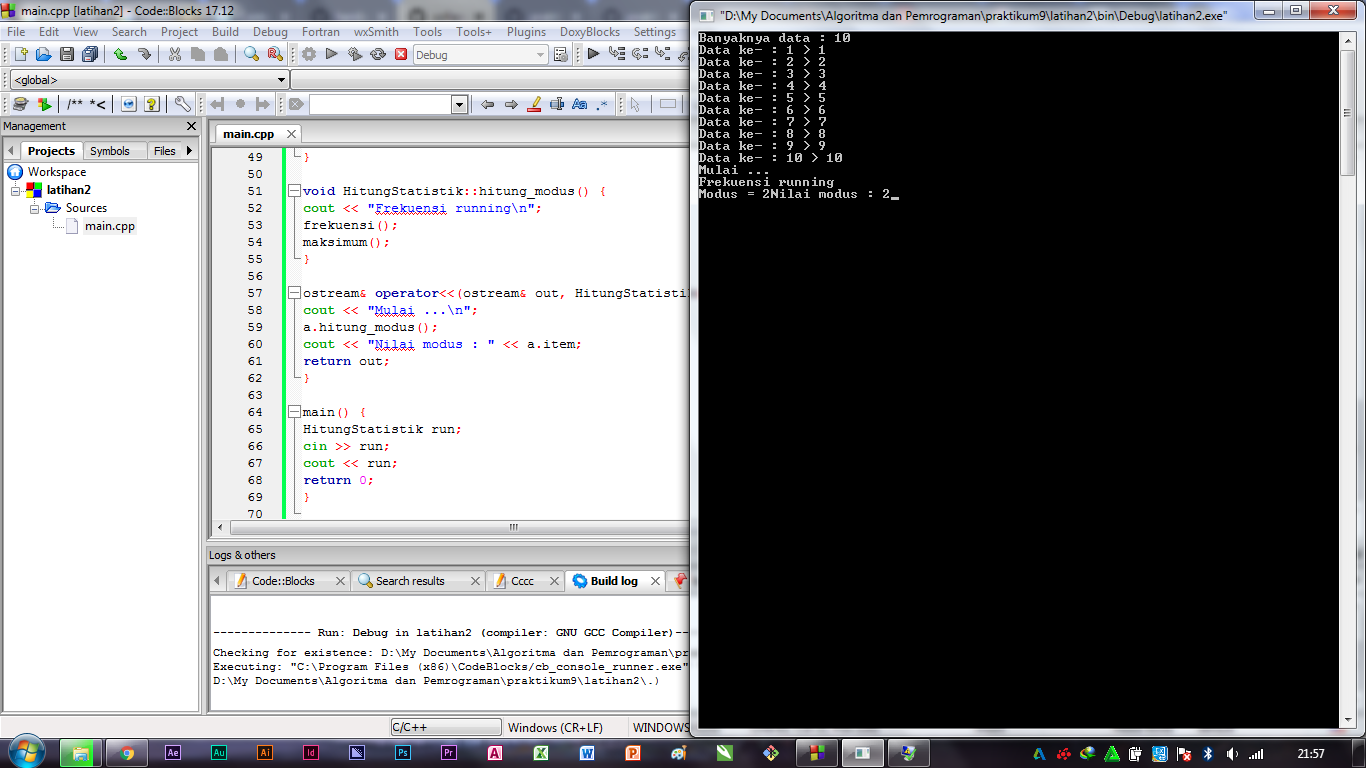 main.cpp [latihan2] - Code::Blocks 17.12
File Edit View Search Project Build Debug Fortran wxSmith Tools Tools+ Plugins DoxyBlocks Settings
Debug
<global>
/** *<
Aa .*
Management
Projects Symbols Files
Workspace
latihan2
Sources
main.cpp
main.cpp
49 }
50
51 void HitungStatistik::hitung_modus() {
52 cout << "Frekuensi running\n";
53 frekuensi();
54 maksimum();
55 }
56
57 ostream& operator<<(ostream& out, HitungStatistik
58 cout << "Mulai ...\n";
59 a.hitung_modus();
60 cout << "Nilai modus : " << a.item;
61 return out;
62 }
63
64 main() {
65 HitungStatistik run;
66 cin >> run;
67 cout << run;
68 return 0;
69 }
70
Logs & others
Code::Blocks Search results Cccc Build log
-------------- Run: Debug in latihan2 (compiler: GNU GCC Compiler)--
Checking for existence: D:\My Documents\Algoritma dan Pemrograman\pr
Executing: "C:\Program Files (x86)\CodeBlocks/cb_console_runner.exe"
D:\My Documents\Algoritma dan Pemrograman\praktikum9\latihan2\.)
C/C++ Windows (CR+LF) WINDOWS
"D:\My Documents\Algoritma dan Pemrograman\praktikum9\latihan2\bin\Debug\latihan2.exe"
Banyaknya data : 10
Data ke- : 1 > 1
Data ke- : 2 > 2
Data ke- : 3 > 3
Data ke- : 4 > 4
Data ke- : 5 > 5
Data ke- : 6 > 6
Data ke- : 7 > 7
Data ke- : 8 > 8
Data ke- : 9 > 9
Data ke- : 10 > 10
Mulai ...
Frekuensi running
Modus = 2Nilai modus : 2_
Ae Au Ai Id Ps Pr A X W P
21:57